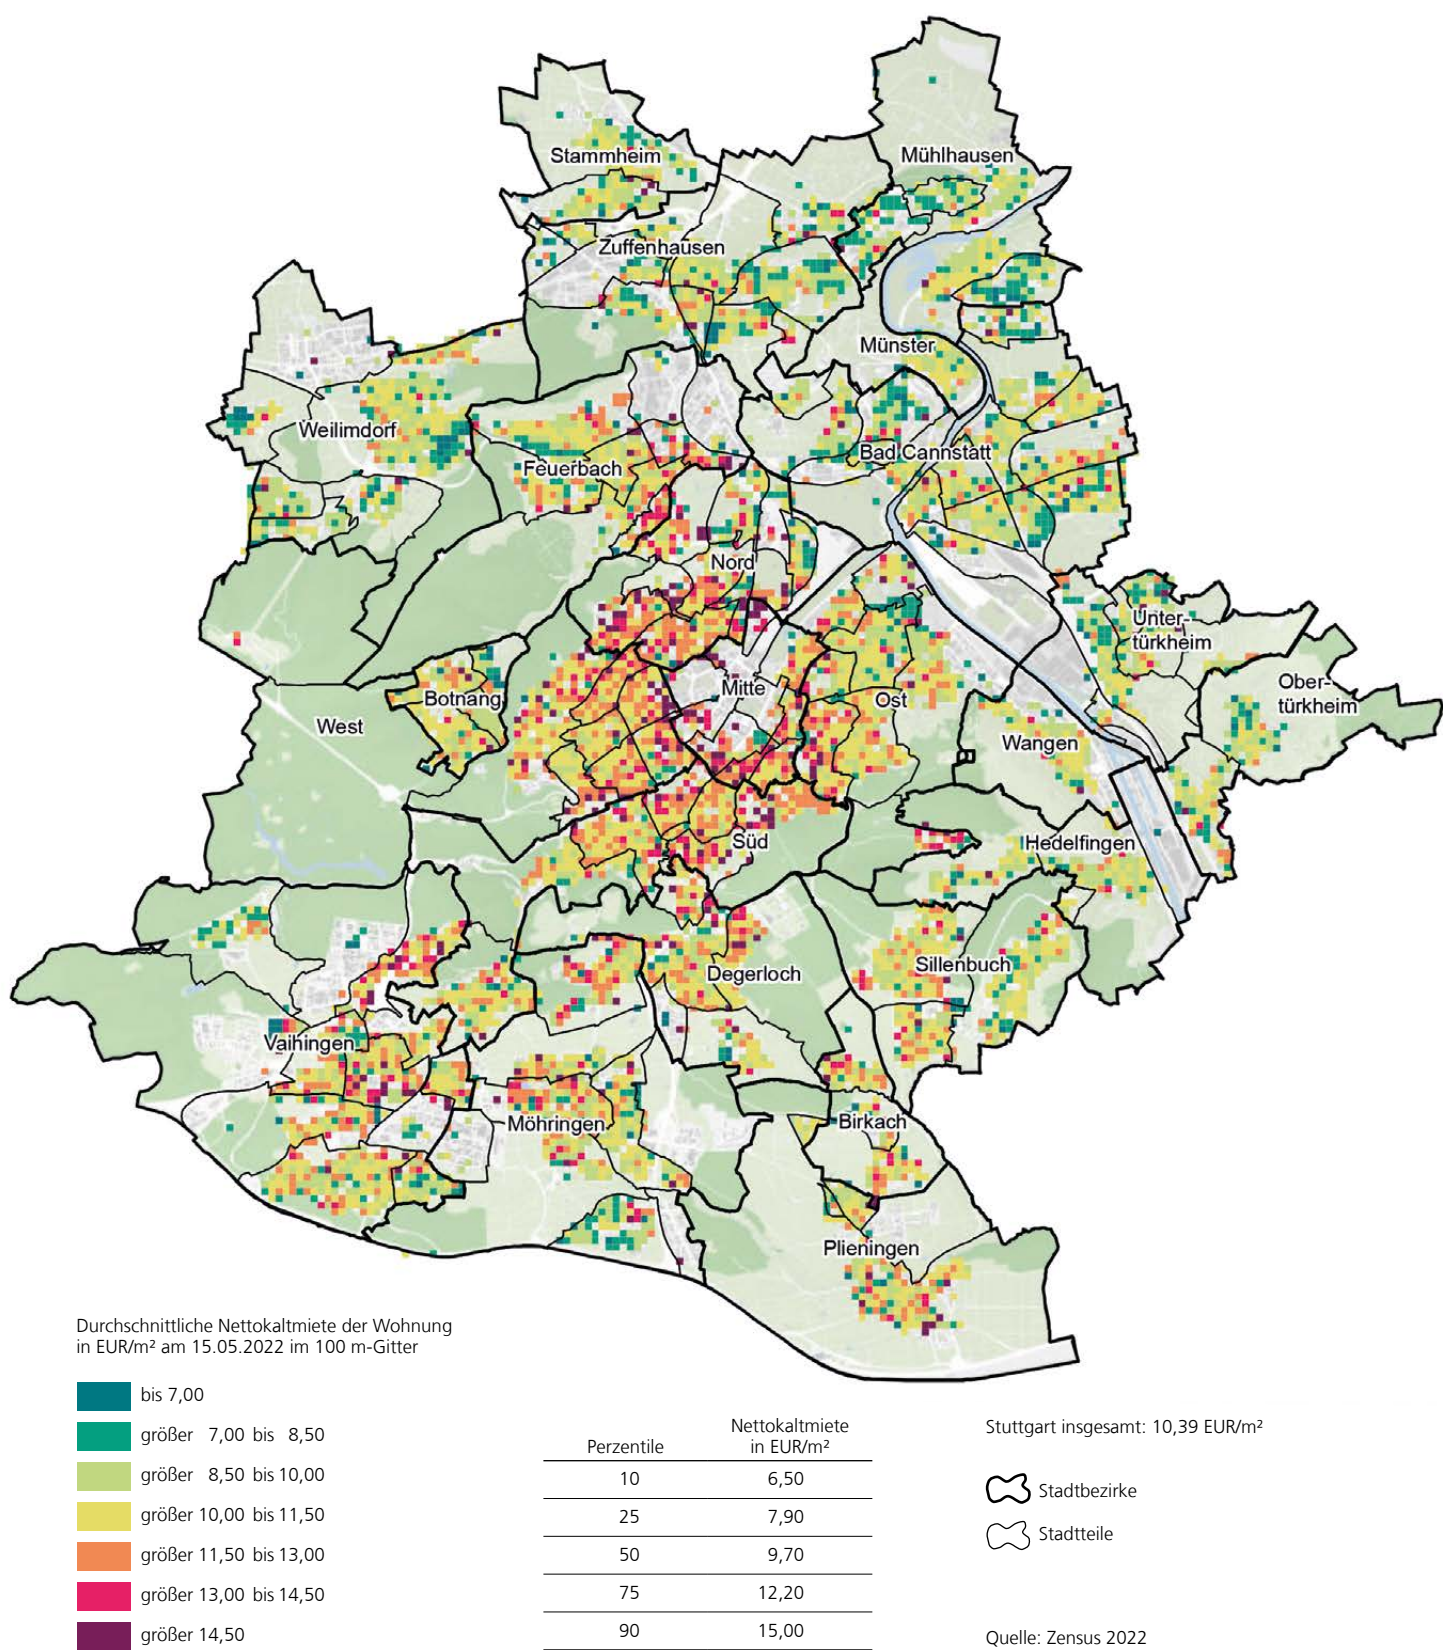 Stammheim
Mühlhausen
Zuffenhausen
Münster
Weilimdorf
Feuerbach
Bad Cannstatt
Nord
Unter-
türkheim
Botnang
Mitte
Ost
Ober-
türkheim
West
Wangen
Süd
Hedelfingen
Degerloch
Sillenbuch
Vaihingen
Möhringen
Birkach
Plieningen
Durchschnittliche Nettokaltmiete der Wohnung
in EUR/m² am 15.05.2022 im 100 m-Gitter
bis 7,00
größer 7,00 bis 8,50
größer 8,50 bis 10,00
größer 10,00 bis 11,50
größer 11,50 bis 13,00
größer 13,00 bis 14,50
größer 14,50
Perzentile Nettokaltmiete
in EUR/m²
10 6,50
25 7,90
50 9,70
75 12,20
90 15,00
Stuttgart insgesamt: 10,39 EUR/m²
Stadtbezirke
Stadtteile
Quelle: Zensus 2022